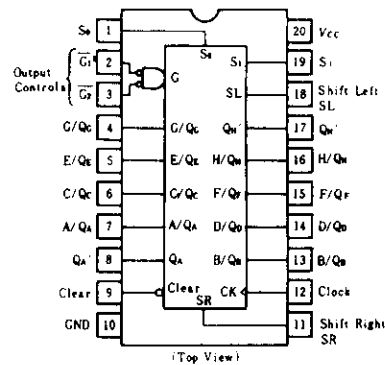 S₀ 1 20 Vcc
G̅₁ 2 S₀ S₁ 19 S₁
Output Controls G SL 18 Shift Left SL
G̅₂ 3
G/QG 4 G/QG QH' 17 QH'
E/QE 5 E/QE H/QH 16 H/QH
C/QC 6 C/QC F/QF 15 F/QF
A/QA 7 A/QA D/QD 14 D/QD
QA' 8 QA B/QB 13 B/QB
Clear 9 Clear CK 12 Clock
SR
GND 10 11 Shift Right SR
(Top View)